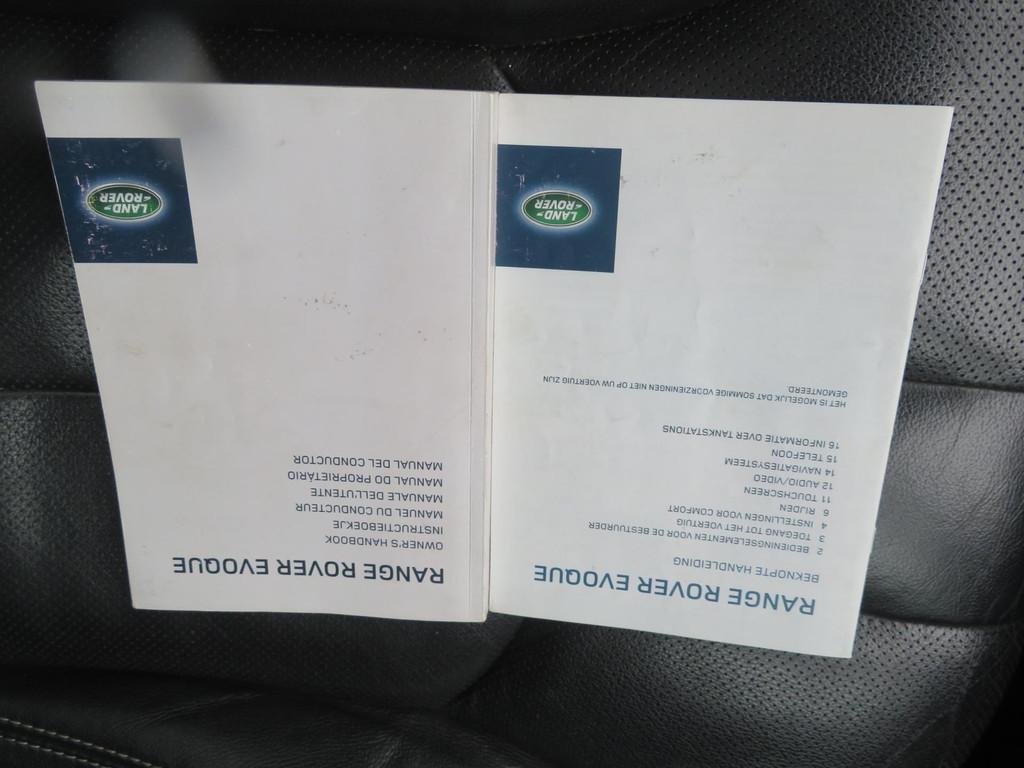 RANGE ROVER EVOQUE
BEKNOPTE HANDLEIDING
2 BEDIENINGSELEMENTEN VOOR DE BESTUURDER
3 TOEGANG TOT HET VOERTUIG
4 INSTELLINGEN VOOR COMFORT
6 RIJDEN
11 TOUCHSCREEN
12 AUDIO/VIDEO
14 NAVIGATIESYSTEEM
15 TELEFOON
16 INFORMATIE OVER TANKSTATIONS
HET IS MOGELIJK DAT SOMMIGE VOORZIENINGEN NIET OP UW VOERTUIG ZIJN
GEMONTEERD.
LAND-
ROVER
RANGE ROVER EVOQUE
OWNER'S HANDBOOK
INSTRUCTIEBOEKJE
MANUEL DU CONDUCTEUR
MANUALE DELL'UTENTE
MANUAL DO PROPRIETÁRIO
MANUAL DEL CONDUCTOR
LAND-
ROVER